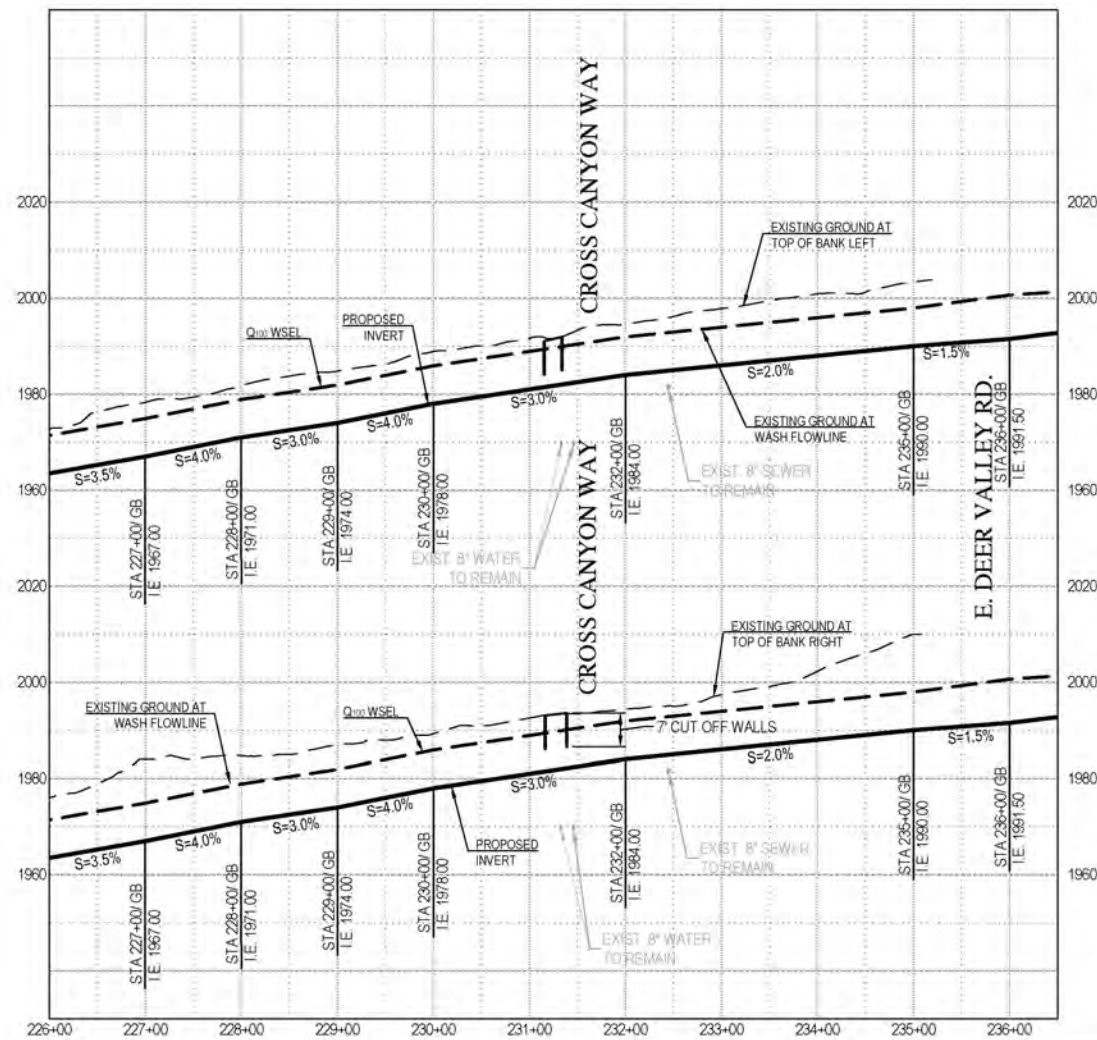 CROSS CANYON WAY
2020
2020
EXISTING GROUND AT
TOP OF BANK LEFT
2000
2000
PROPOSED
INVERT
Q100 WSEL
1980
1980
S=3.5%
S=4.0%
S=3.0%
S=4.0%
S=3.0%
S=2.0%
S=1.5%
EXISTING GROUND AT
WASH FLOWLINE
1960
1960
EXIST 8" SEWER
TO REMAIN
STA 227+00/ GB
I.E. 1967.00
STA 228+00/ GB
I.E. 1971.00
STA 229+00/ GB
I.E. 1974.00
STA 230+00/ GB
I.E. 1978.00
STA 232+00/ GB
I.E. 1984.00
STA 235+00/ GB
I.E. 1990.00
STA 236+00/ GB
I.E. 1991.50
EXIST 8" WATER
TO REMAIN
CROSS CANYON WAY
E. DEER VALLEY RD.
2020
2020
EXISTING GROUND AT
TOP OF BANK RIGHT
2000
2000
EXISTING GROUND AT
WASH FLOWLINE
Q100 WSEL
7' CUT OFF WALLS
1980
1980
S=3.5%
S=4.0%
S=3.0%
S=4.0%
S=3.0%
S=2.0%
S=1.5%
PROPOSED
INVERT
EXIST 8" SEWER
TO REMAIN
1960
1960
STA 227+00/ GB
I.E. 1967.00
STA 228+00/ GB
I.E. 1971.00
STA 229+00/ GB
I.E. 1974.00
STA 230+00/ GB
I.E. 1978.00
STA 232+00/ GB
I.E. 1984.00
STA 235+00/ GB
I.E. 1990.00
STA 236+00/ GB
I.E. 1991.50
EXIST 8" WATER
TO REMAIN
226+00
227+00
228+00
229+00
230+00
231+00
232+00
233+00
234+00
235+00
236+00